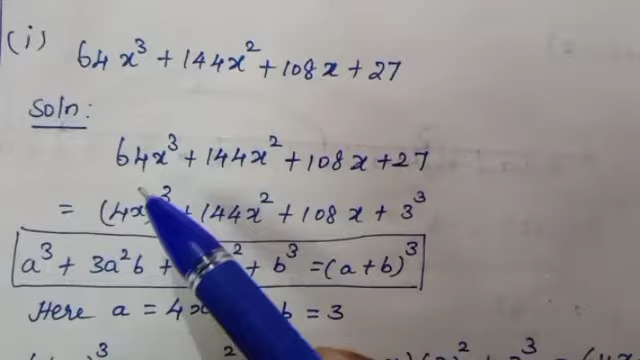 (i) 64x³ + 144x² + 108x + 27
Soln:
64x³ + 144x² + 108x + 27
= (4x)³ + 144x² + 108x + 3³
a³ + 3a²b + ² + b³ = (a+b)³
Here a = 4x b = 3